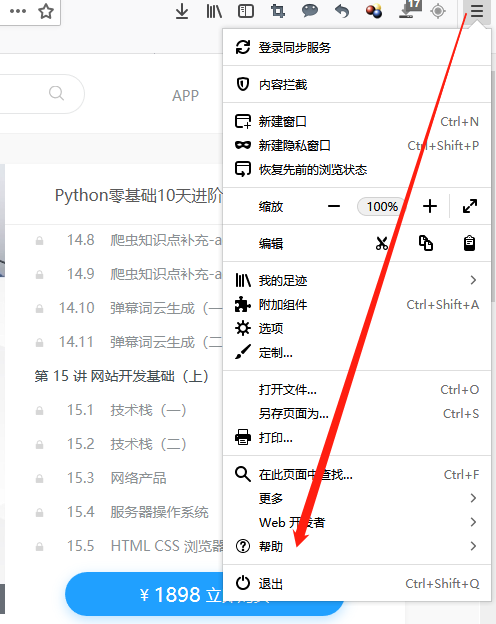 17
登录同步服务
APP
内容拦截
新建窗口 Ctrl+N
新建隐私窗口 Ctrl+Shift+P
恢复先前的浏览状态
Python零基础10天进阶
缩放 100%
14.8 爬虫知识点补充-a
编辑
14.9 爬虫知识点补充-a
我的足迹
14.10 弹幕词云生成（一
附加组件 Ctrl+Shift+A
选项
14.11 弹幕词云生成（二
定制...
第 15 讲 网站开发基础（上）
打开文件... Ctrl+O
15.1 技术栈（一）
另存页面为... Ctrl+S
打印...
15.2 技术栈（二）
在此页面中查找... Ctrl+F
15.3 网络产品
更多
15.4 服务器操作系统
Web 开发者
15.5 HTML CSS 浏览器
帮助
退出 Ctrl+Shift+Q
¥ 1898